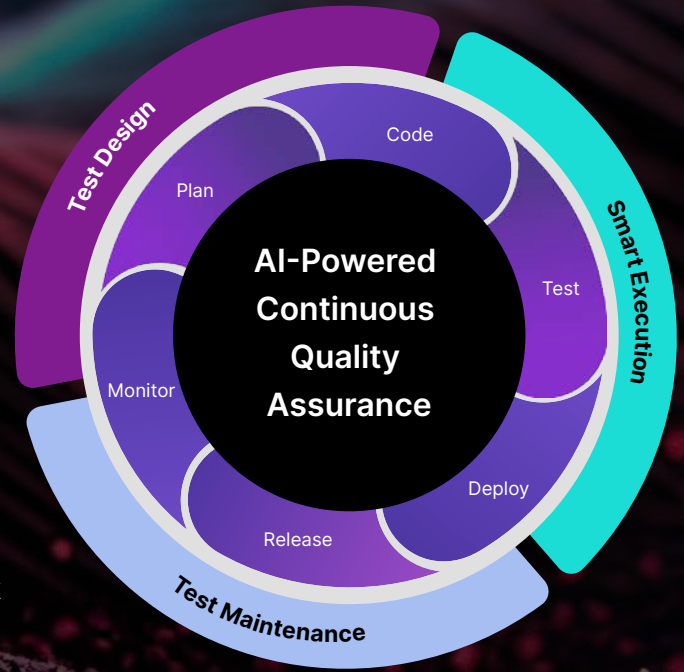 Test Design
Smart Execution
Test Maintenance
Plan
Code
Test
Deploy
Release
Monitor
AI-Powered
Continuous
Quality
Assurance